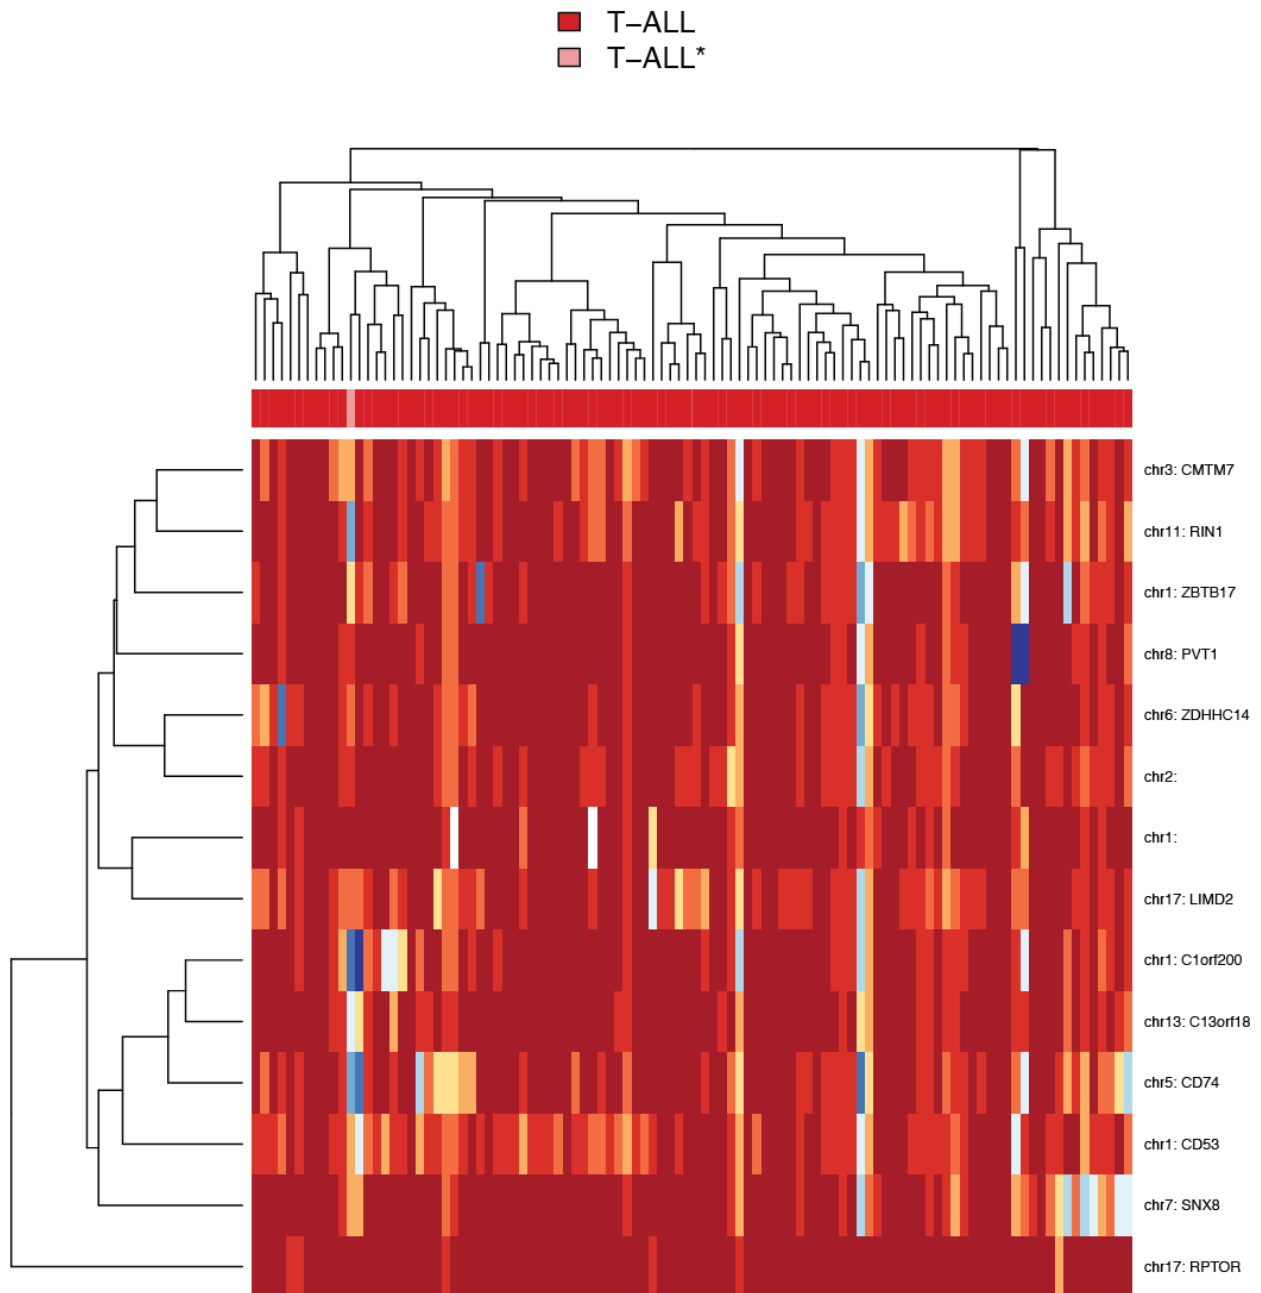 T−ALL
T−ALL*
chr3: CMTM7
chr11: RIN1
chr1: ZBTB17
chr8: PVT1
chr6: ZDHHC14
chr2:
chr1:
chr17: LIMD2
chr1: C1orf200
chr13: C13orf18
chr5: CD74
chr1: CD53
chr7: SNX8
chr17: RPTOR